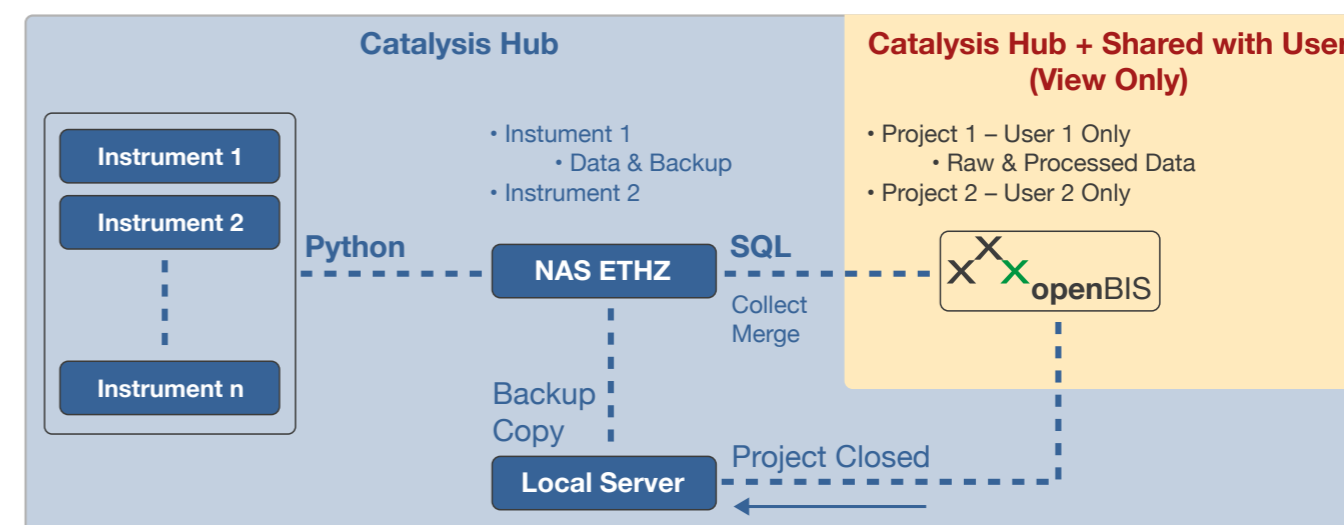 Catalysis Hub
Catalysis Hub + Shared with User
(View Only)
Instrument 1
Instrument 2
Instrument n
Python
• Instument 1
• Data & Backup
• Instrument 2
NAS ETHZ
SQL
Collect
Merge
• Project 1 – User 1 Only
• Raw & Processed Data
• Project 2 – User 2 Only
openBIS
Backup
Copy
Local Server
Project Closed